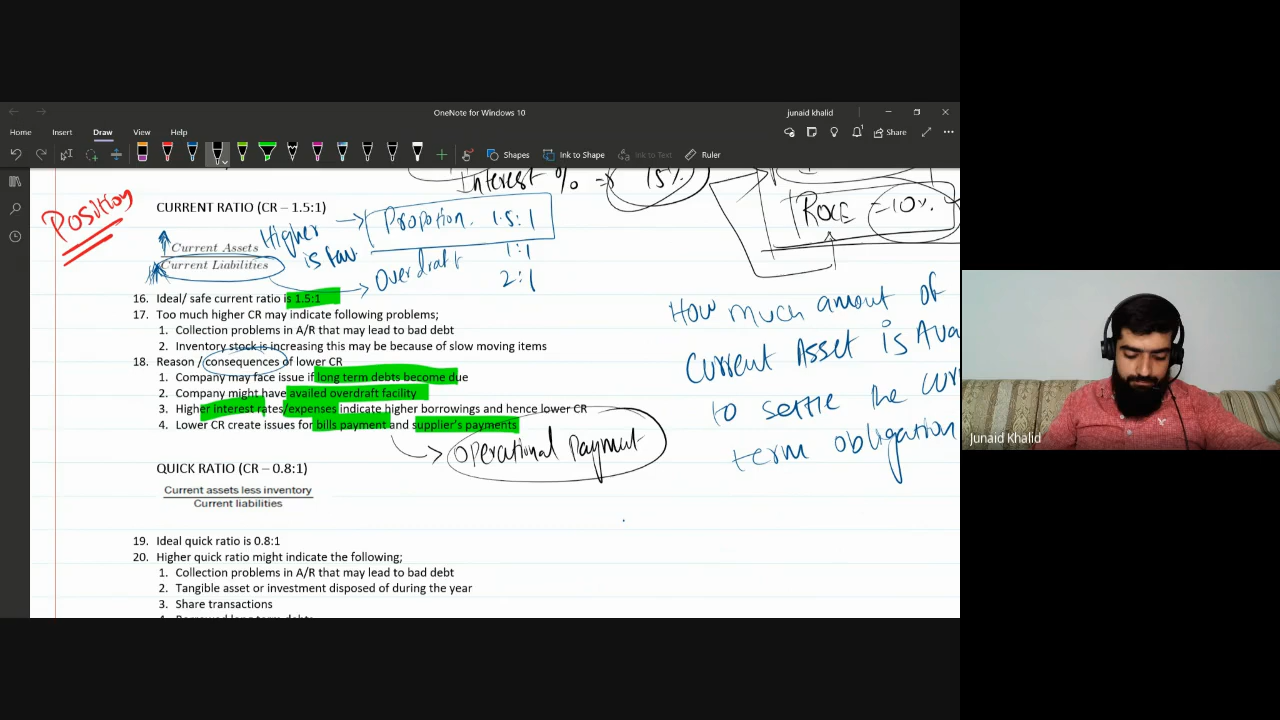 OneNote for Windows 10
junaid khalid
Home Insert Draw View Help
Share
Shapes Ink to Shape Ink to Text Ruler
Interest % = 15%
ROCE = 10%
Position
CURRENT RATIO (CR – 1.5:1)
Current Assets
Current Liabilities
Higher
is fav
Propotion. 1.5:1
1:1
Overdraft
2:1
16. Ideal/ safe current ratio is 1.5:1
17. Too much higher CR may indicate following problems;
1. Collection problems in A/R that may lead to bad debt
2. Inventory stock is increasing this may be because of slow moving items
18. Reason / consequences of lower CR
1. Company may face issue if long term debts become due
2. Company might have availed overdraft facility
3. Higher interest rates/expenses indicate higher borrowings and hence lower CR
4. Lower CR create issues for bills payment and supplier's payments
Operational Payment
How much amount of
Current Asset is Ava
to settle the cur
term obligation
QUICK RATIO (CR – 0.8:1)
Current assets less inventory
Current liabilities
19. Ideal quick ratio is 0.8:1
20. Higher quick ratio might indicate the following;
1. Collection problems in A/R that may lead to bad debt
2. Tangible asset or investment disposed of during the year
3. Share transactions
4. Borrowed long term debts
Junaid Khalid